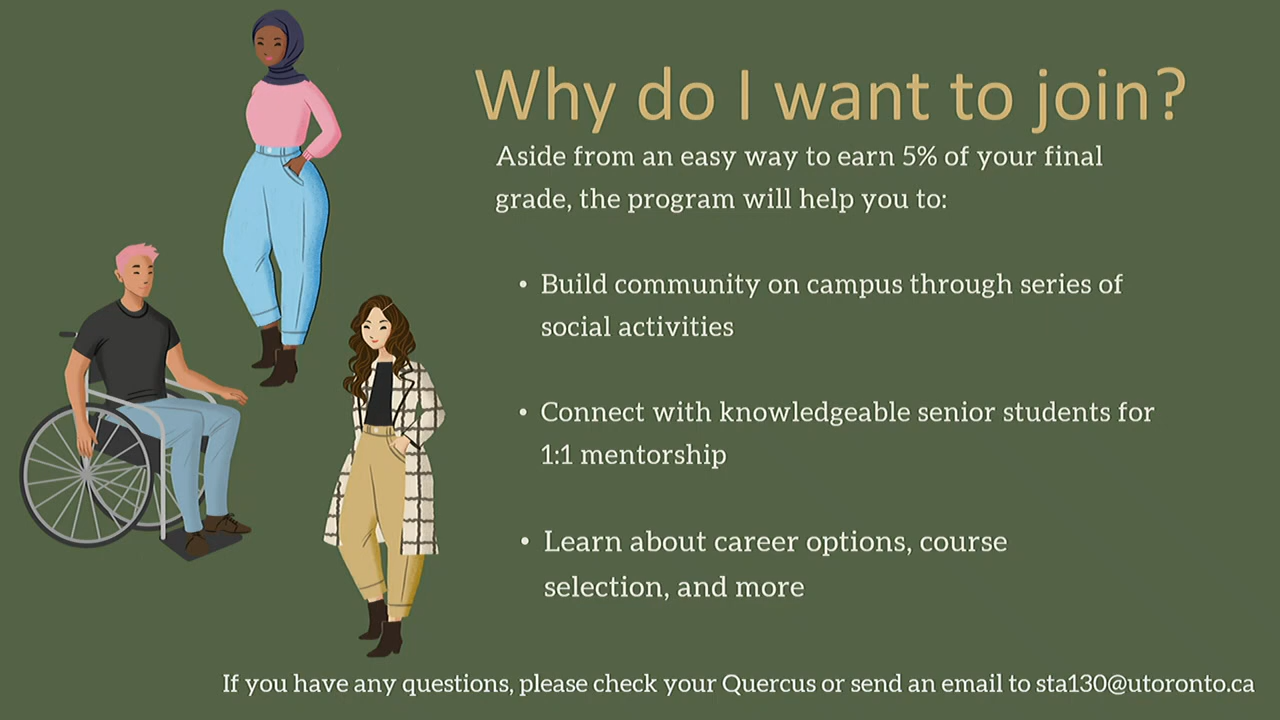 Why do I want to join?
Aside from an easy way to earn 5% of your final
grade, the program will help you to:
• Build community on campus through series of
social activities
• Connect with knowledgeable senior students for
1:1 mentorship
• Learn about career options, course
selection, and more
If you have any questions, please check your Quercus or send an email to sta130@utoronto.ca